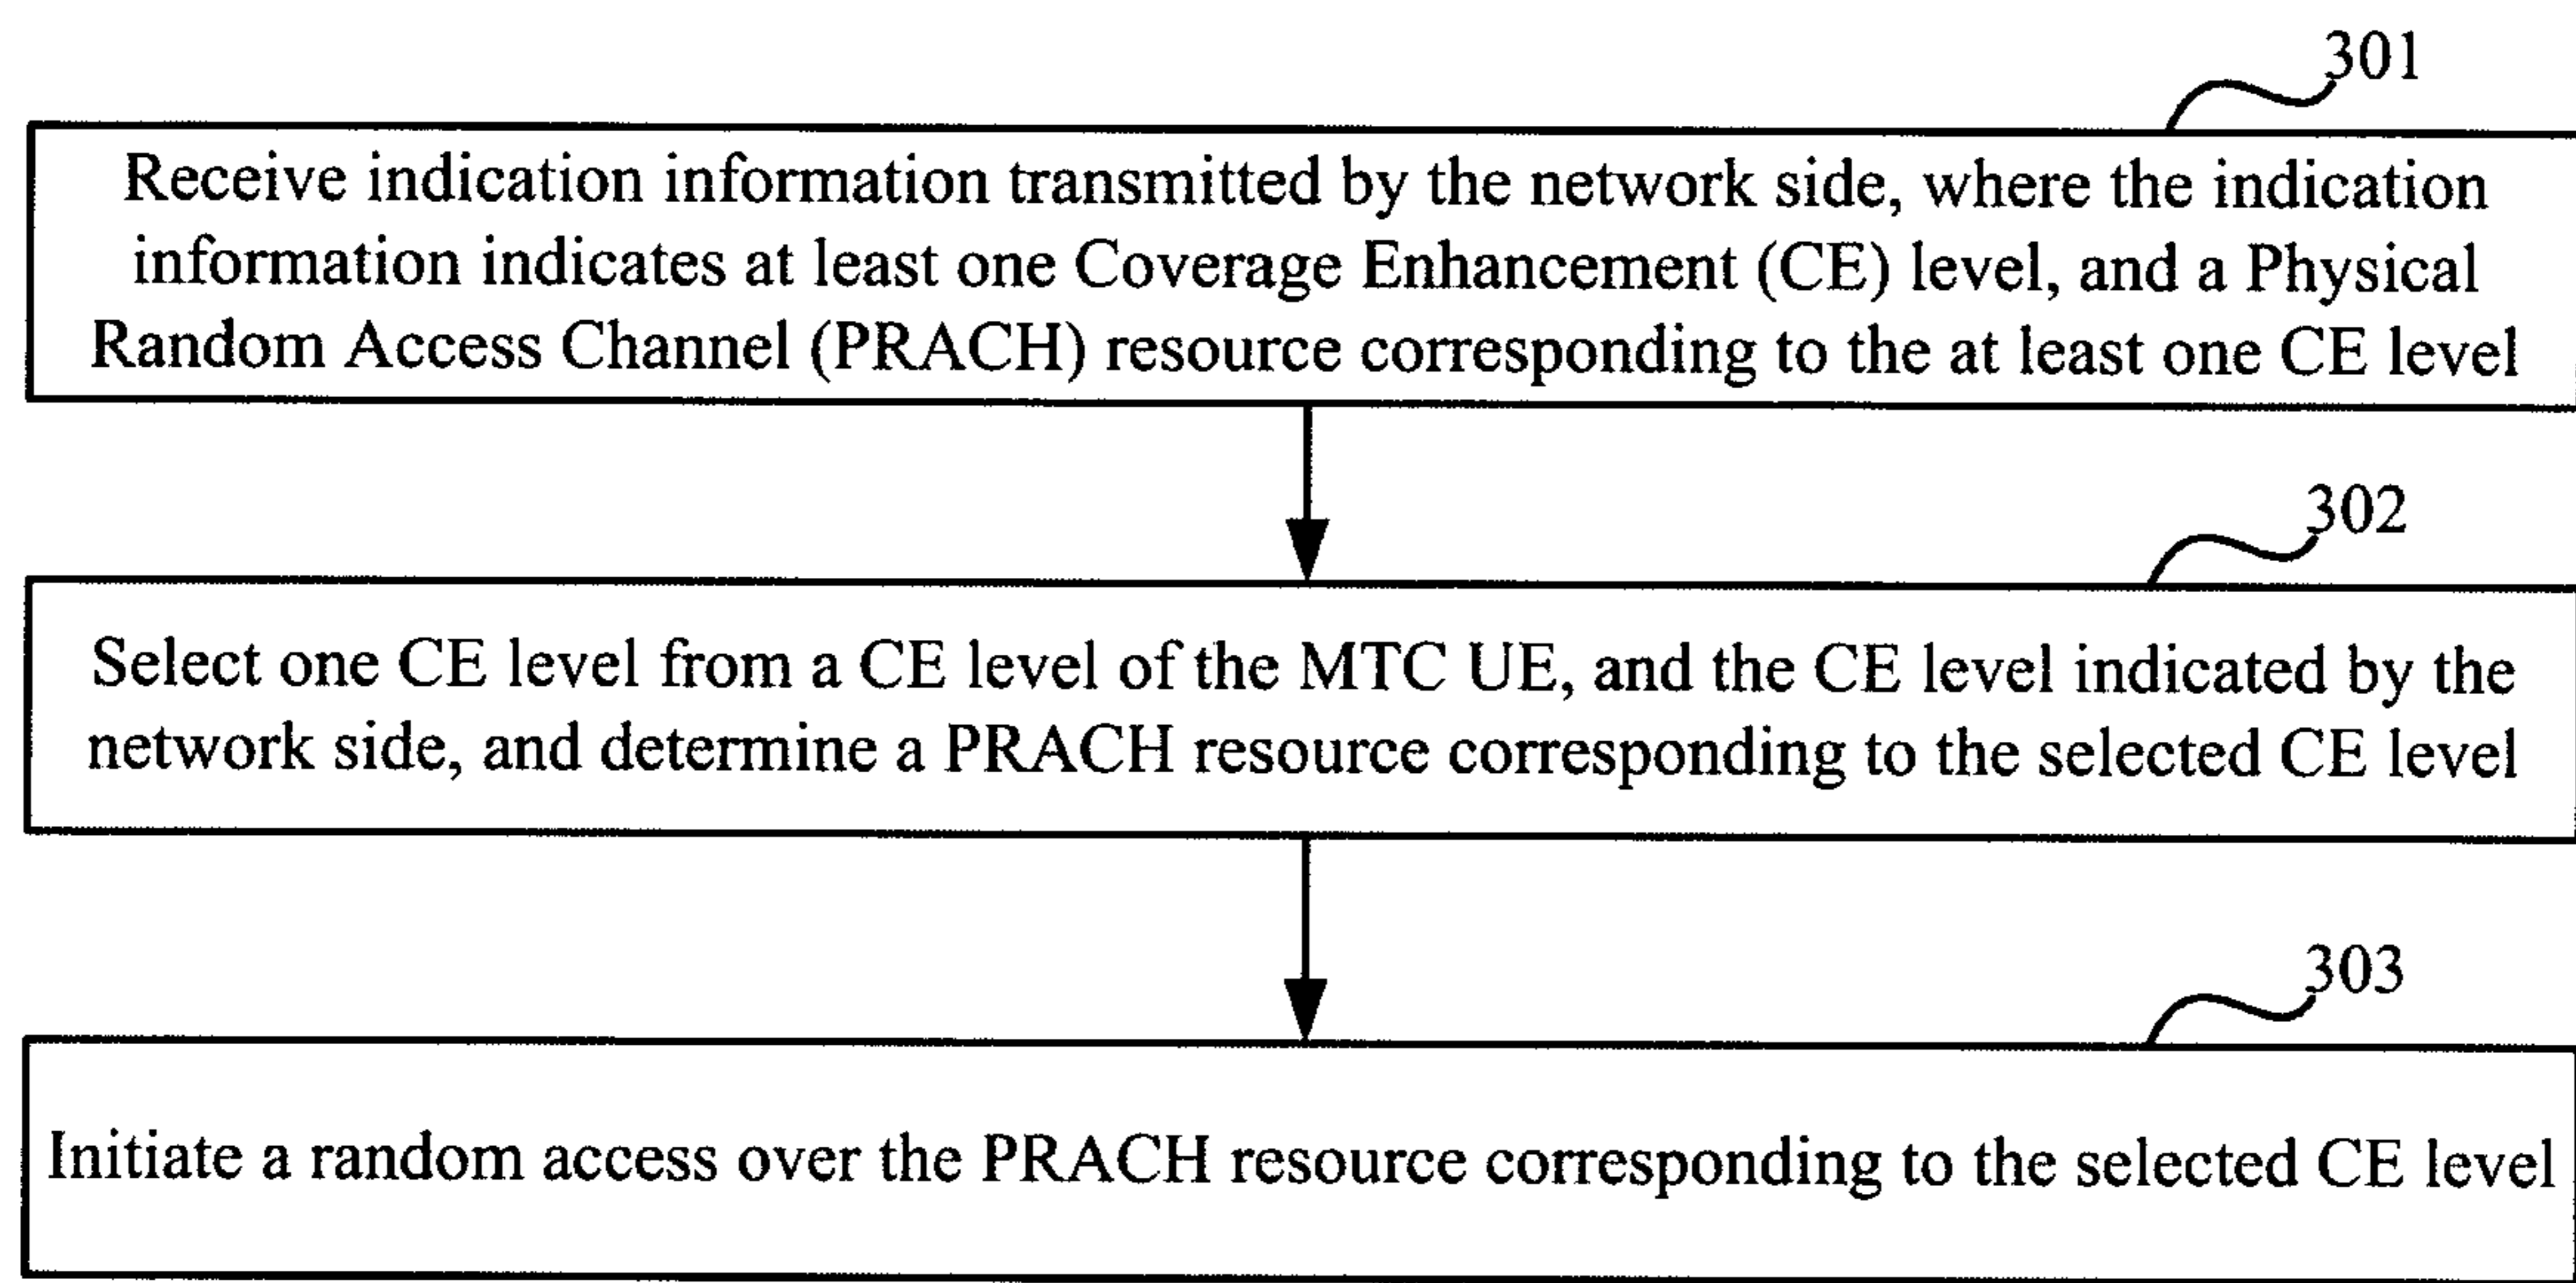 301
Receive indication information transmitted by the network side, where the indication
information indicates at least one Coverage Enhancement (CE) level, and a Physical
Random Access Channel (PRACH) resource corresponding to the at least one CE level
302
Select one CE level from a CE level of the MTC UE, and the CE level indicated by the
network side, and determine a PRACH resource corresponding to the selected CE level
303
Initiate a random access over the PRACH resource corresponding to the selected CE level